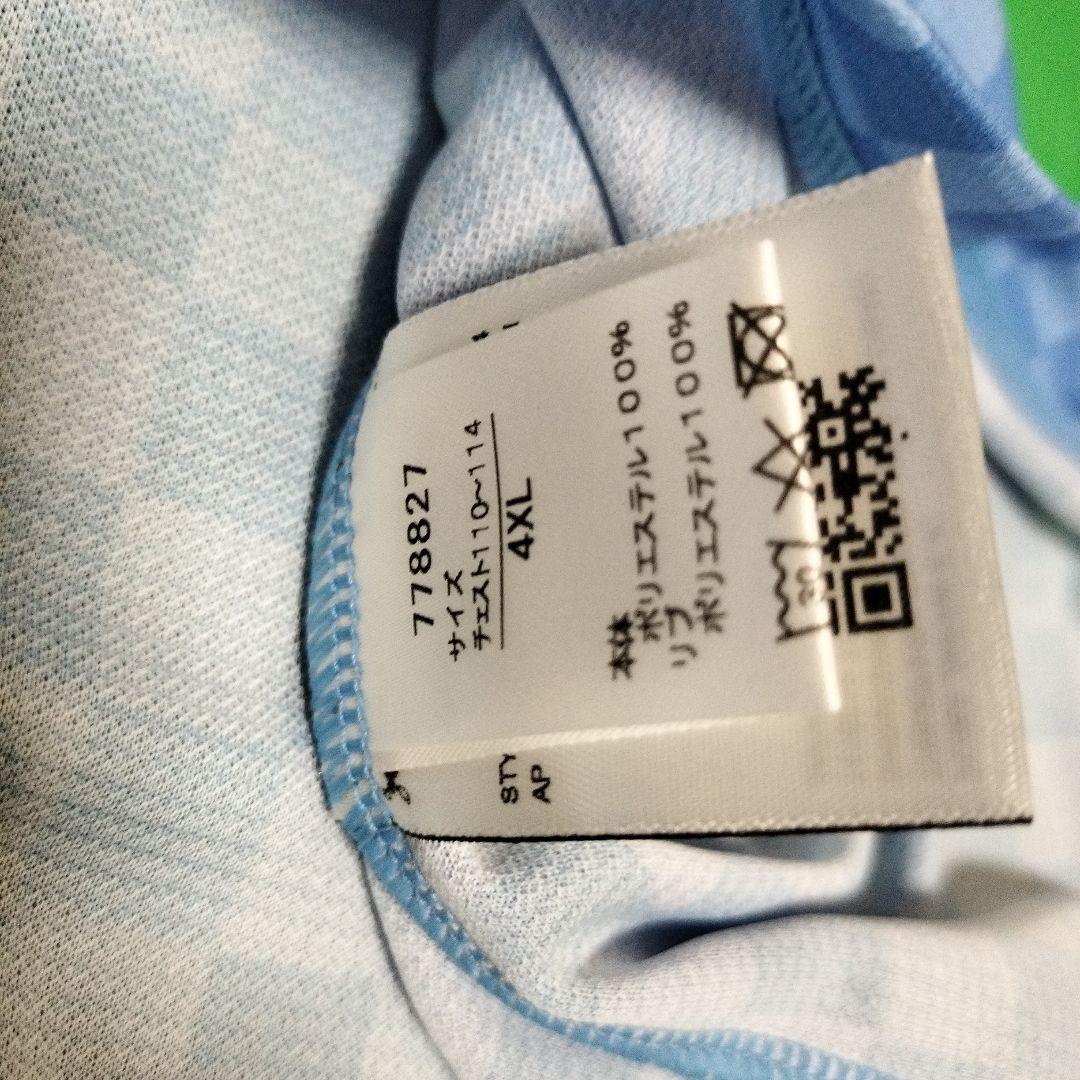 778827
サイズ
チェスト110〜114
4XL
本体
ポリエステル100%
リブ
ポリエステル100%
30
STY
AP